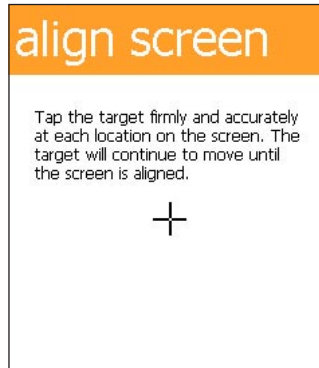 align screen
Tap the target firmly and accurately
at each location on the screen. The
target will continue to move until
the screen is aligned.